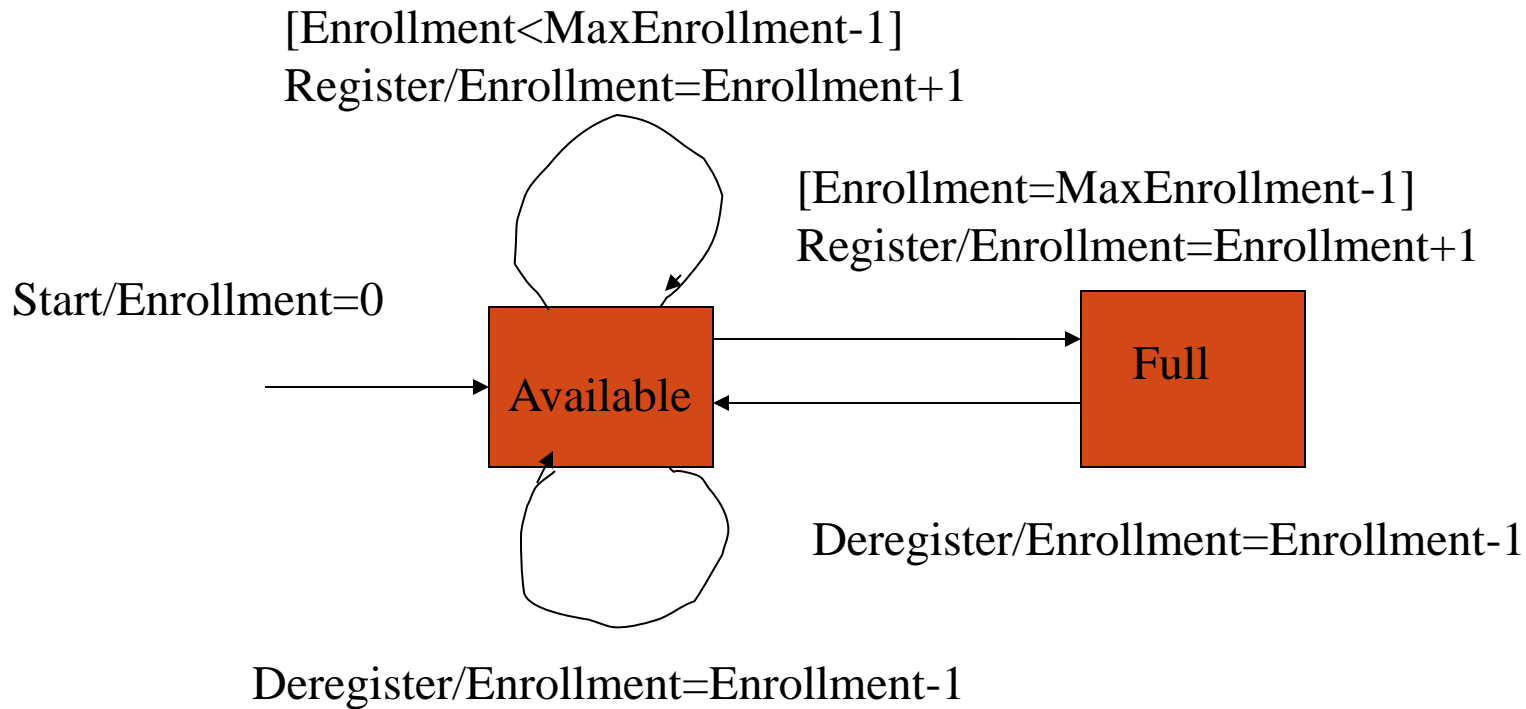 [Enrollment<MaxEnrollment-1]
Register/Enrollment=Enrollment+1
[Enrollment=MaxEnrollment-1]
Register/Enrollment=Enrollment+1
Start/Enrollment=0
Available
Full
Deregister/Enrollment=Enrollment-1
Deregister/Enrollment=Enrollment-1